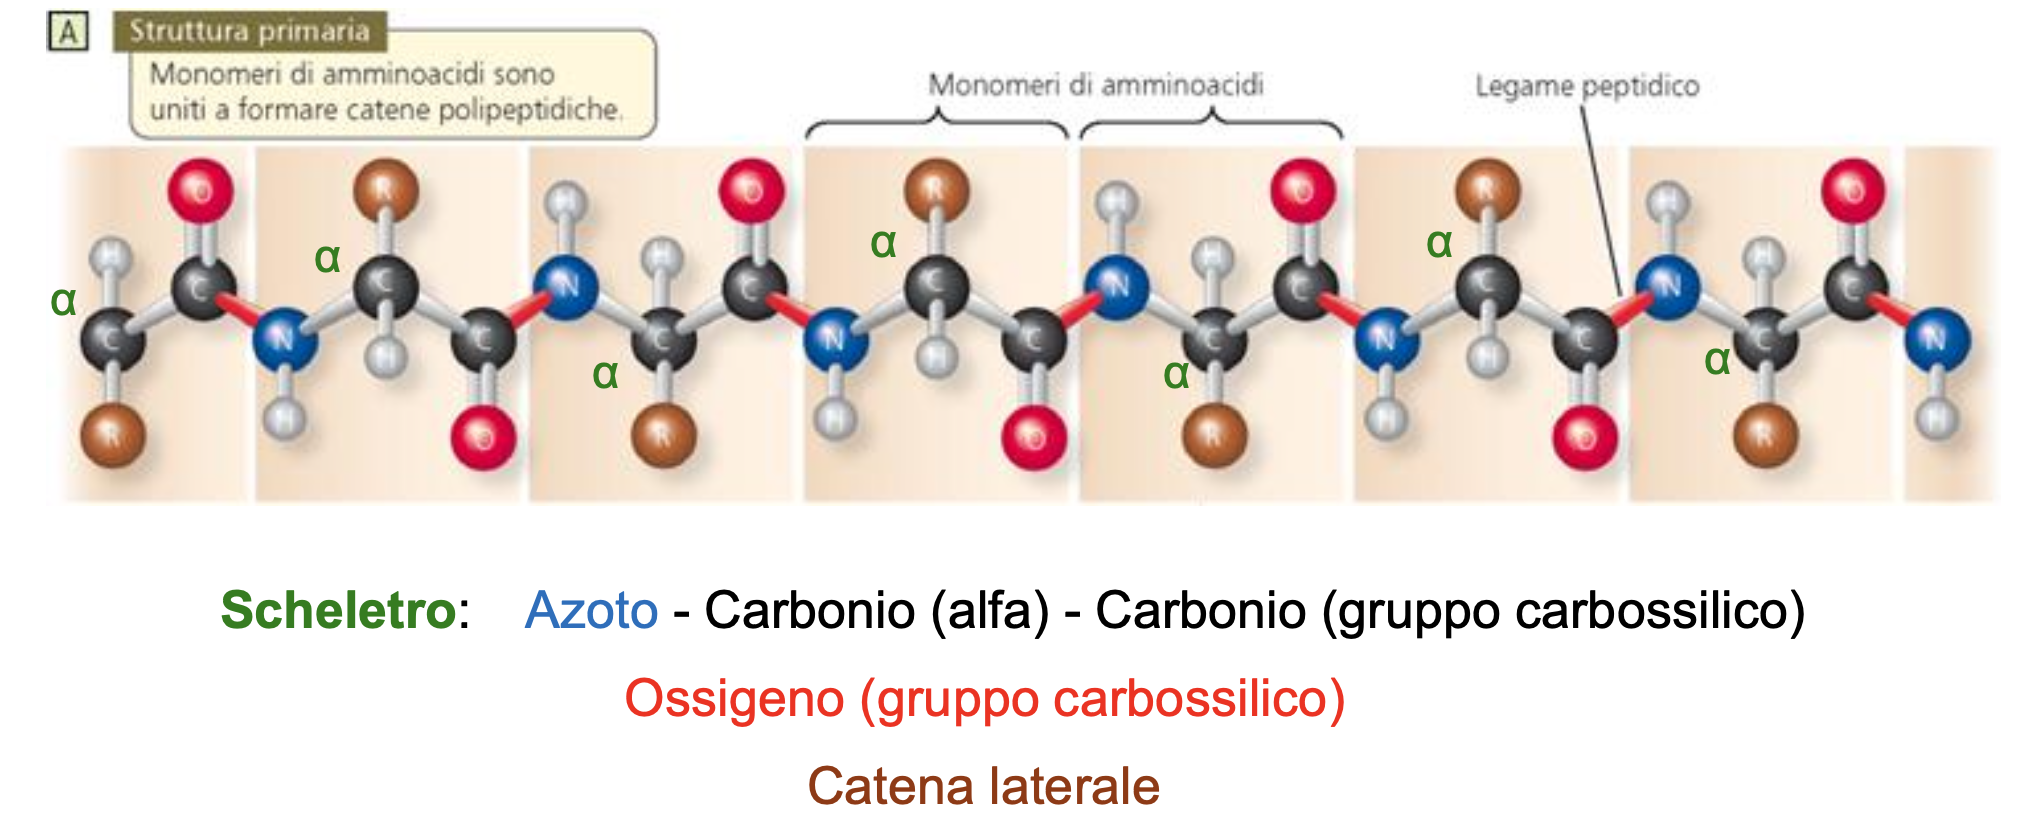 A
Struttura primaria
Monomeri di amminoacidi sono
uniti a formare catene polipeptidiche.
Monomeri di amminoacidi
Legame peptidico
O R H O R H O R H O
α α α
H C C N H C H C N H C H C N H C
α C N C H C α C N C H C α C N C H C α C N
R H O R H O R H O R H
Scheletro: Azoto - Carbonio (alfa) - Carbonio (gruppo carbossilico)
Ossigeno (gruppo carbossilico)
Catena laterale